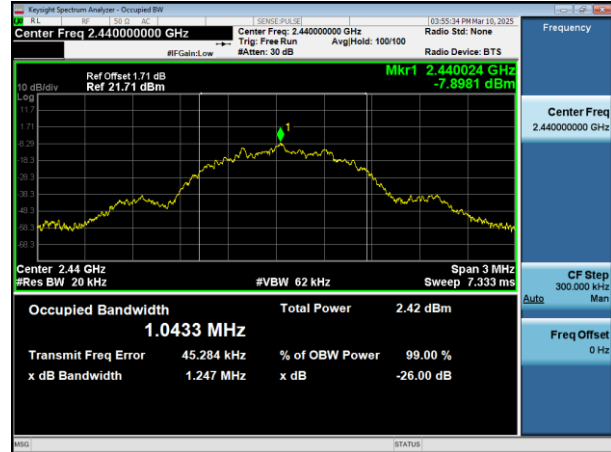 Keysight Spectrum Analyzer - Occupied BW
RL RF 50 Ω AC SENSE:PULSE 03:55:34 PM Mar 10, 2025
Center Freq 2.440000000 GHz Center Freq: 2.440000000 GHz Radio Std: None
Trig: Free Run Avg|Hold: 100/100
#IFGain:Low #Atten: 30 dB Radio Device: BTS
Frequency
Ref Offset 1.71 dB Mkr1 2.440024 GHz
10 dB/div Ref 21.71 dBm -7.8981 dBm
Log
11.7
1.71
-8.29
-18.3
-28.3
-38.3
-48.3
-58.3
-68.3
1
Center Freq
2.440000000 GHz
Center 2.44 GHz Span 3 MHz
#Res BW 20 kHz #VBW 62 kHz Sweep 7.333 ms
CF Step
300.000 kHz
Auto Man
Occupied Bandwidth Total Power 2.42 dBm
1.0433 MHz
Transmit Freq Error 45.284 kHz % of OBW Power 99.00 %
x dB Bandwidth 1.247 MHz x dB -26.00 dB
Freq Offset
0 Hz
MSG STATUS